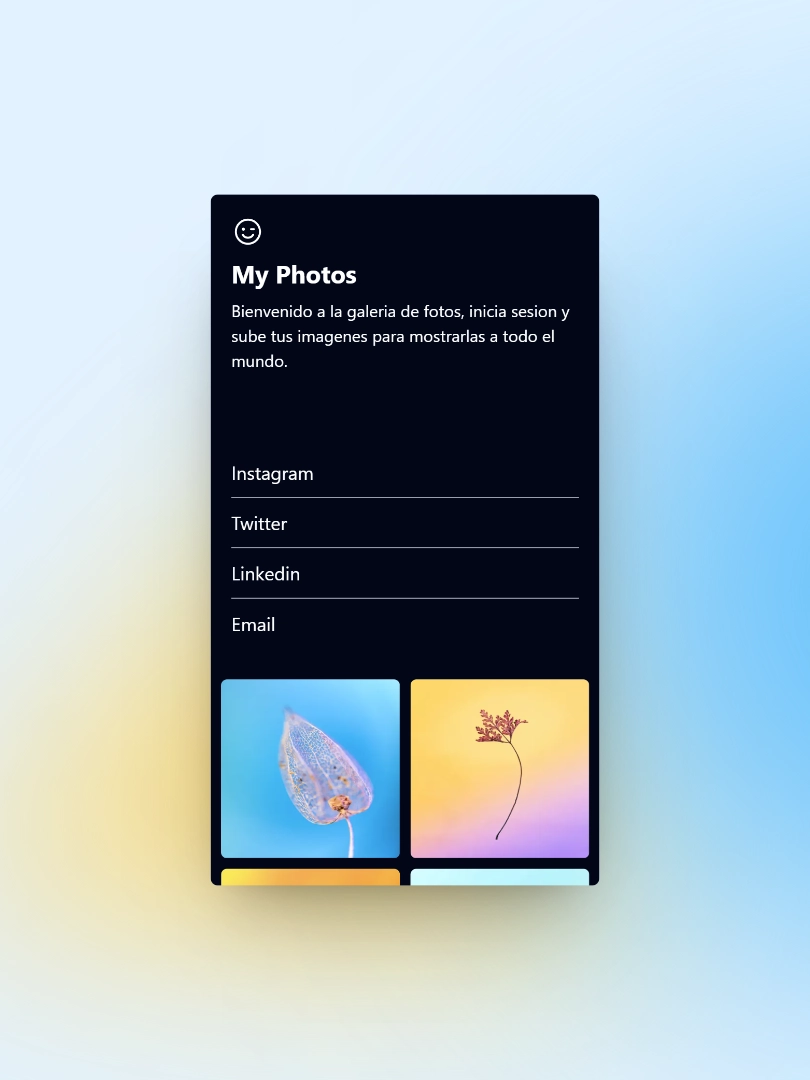 My Photos
Bienvenido a la galeria de fotos, inicia sesion y
sube tus imagenes para mostrarlas a todo el
mundo.
Instagram
Twitter
Linkedin
Email